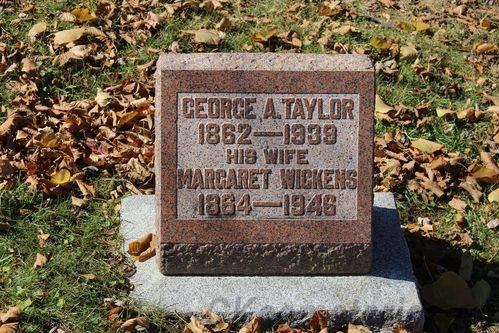 GEORGE A. TAYLOR
1862—1939
HIS WIFE
MARGARET WICKENS
1864—1946